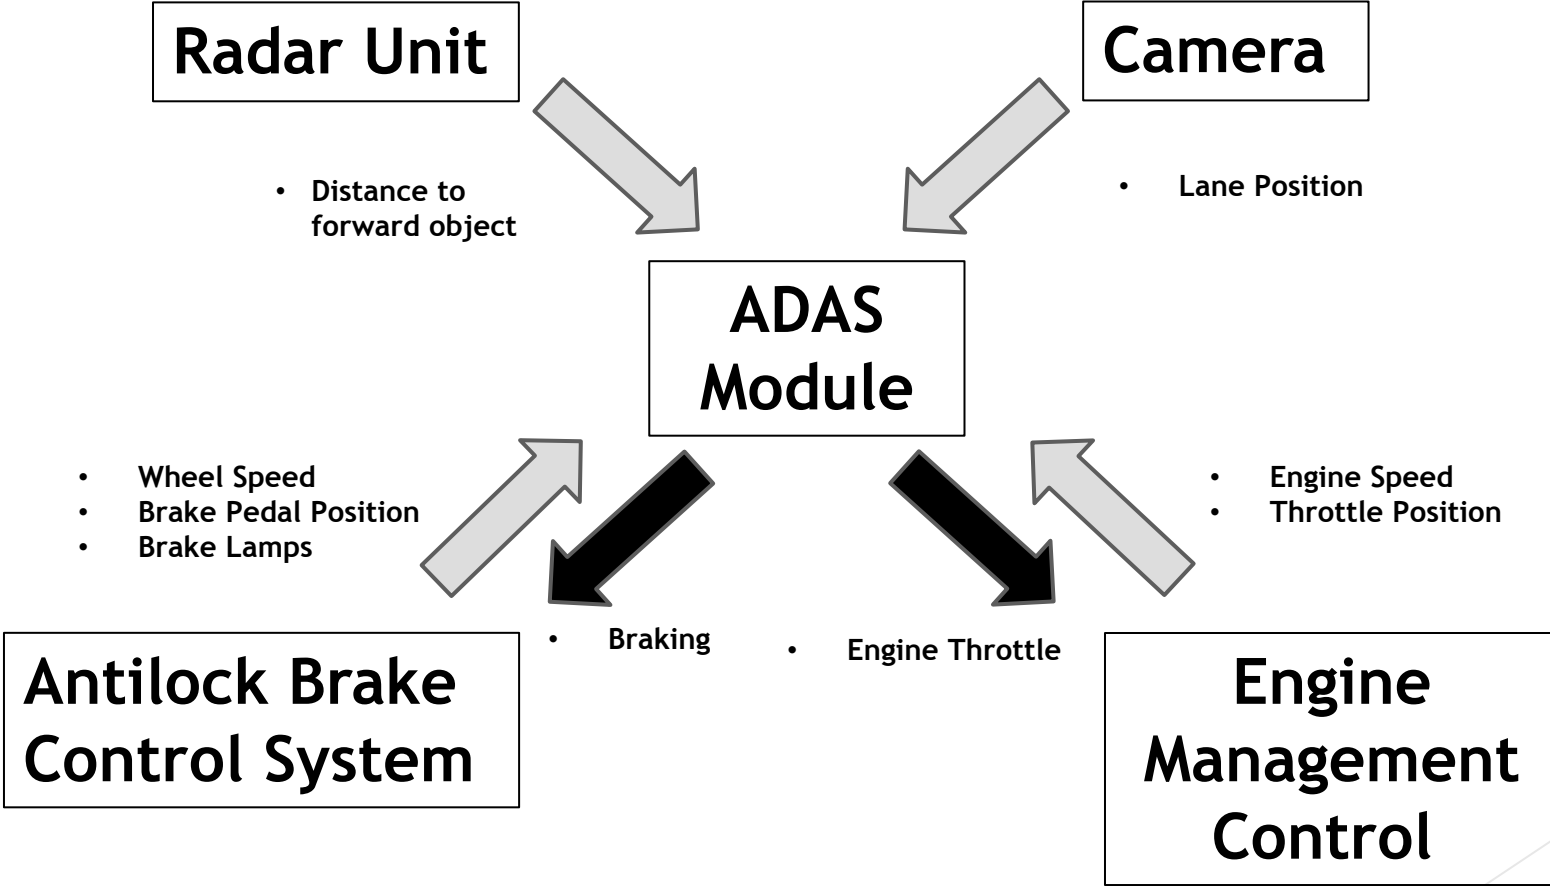 Radar Unit
Camera
• Distance to
forward object
• Lane Position
ADAS
Module
• Wheel Speed
• Brake Pedal Position
• Brake Lamps
• Engine Speed
• Throttle Position
• Braking
• Engine Throttle
Antilock Brake
Control System
Engine
Management
Control